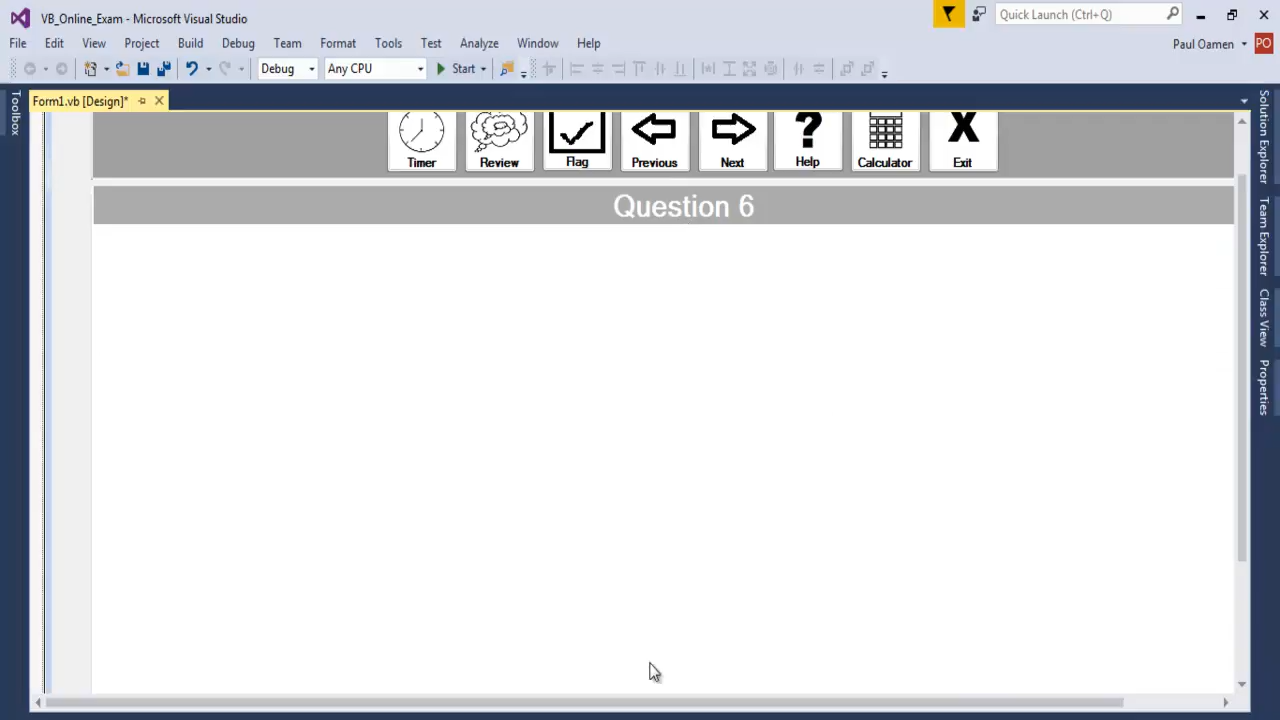 VB_Online_Exam - Microsoft Visual Studio
Quick Launch (Ctrl+Q)
File Edit View Project Build Debug Team Format Tools Test Analyze Window Help
Paul Oamen PO
Debug Any CPU Start
Form1.vb [Design]*
Toolbox
Solution Explorer
Team Explorer
Class View
Properties
Timer Review Flag Previous Next Help Calculator Exit
Question 6